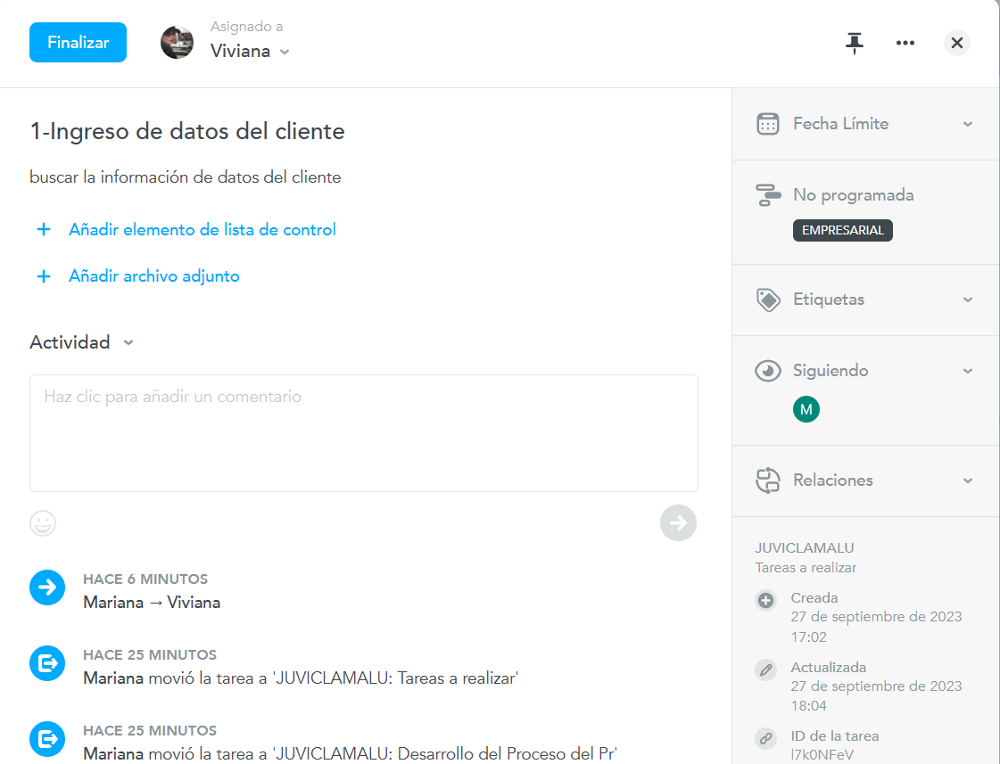 Finalizar
Asignado a
Viviana
1-Ingreso de datos del cliente
buscar la información de datos del cliente
+ Añadir elemento de lista de control
+ Añadir archivo adjunto
Actividad
Haz clic para añadir un comentario
HACE 6 MINUTOS
Mariana → Viviana
HACE 25 MINUTOS
Mariana movió la tarea a 'JUVICLAMALU: Tareas a realizar'
HACE 25 MINUTOS
Mariana movió la tarea a 'JUVICLAMALU: Desarrollo del Proceso del Pr'
Fecha Límite
No programada
EMPRESARIAL
Etiquetas
Siguiendo
M
Relaciones
JUVICLAMALU
Tareas a realizar
Creada
27 de septiembre de 2023
17:02
Actualizada
27 de septiembre de 2023
18:04
ID de la tarea
l7k0NFeV